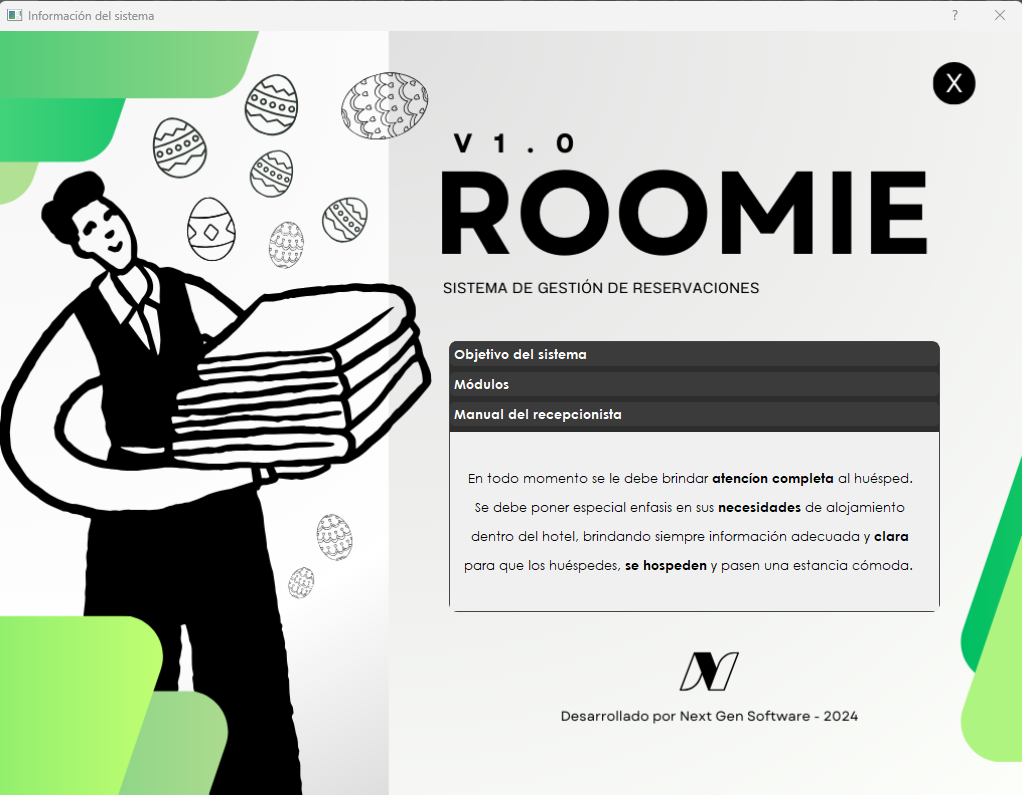 Información del sistema
?
X
V 1 . 0
ROOMIE
SISTEMA DE GESTIÓN DE RESERVACIONES
Objetivo del sistema
Módulos
Manual del recepcionista
En todo momento se le debe brindar atencíon completa al huésped.
Se debe poner especial enfasis en sus necesidades de alojamiento
dentro del hotel, brindando siempre información adecuada y clara
para que los huéspedes, se hospeden y pasen una estancia cómoda.
N
Desarrollado por Next Gen Software - 2024